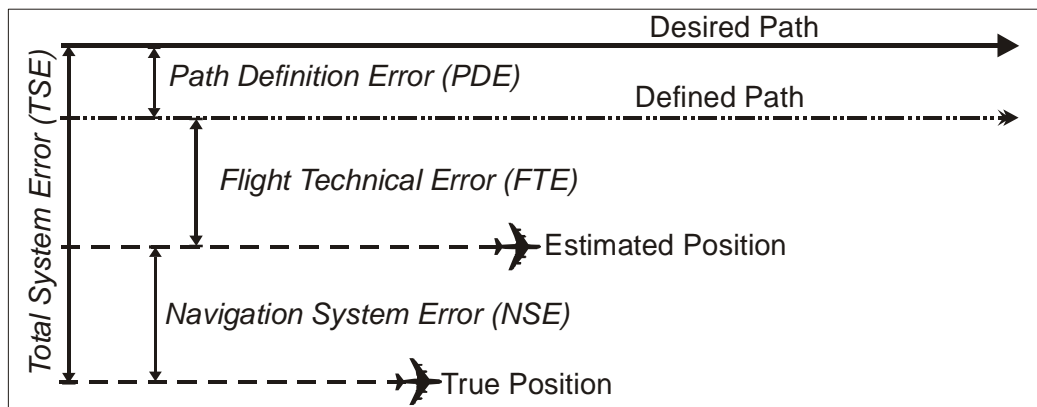 Desired Path
Path Definition Error (PDE)
Defined Path
Flight Technical Error (FTE)
Estimated Position
Navigation System Error (NSE)
True Position
Total System Error (TSE)